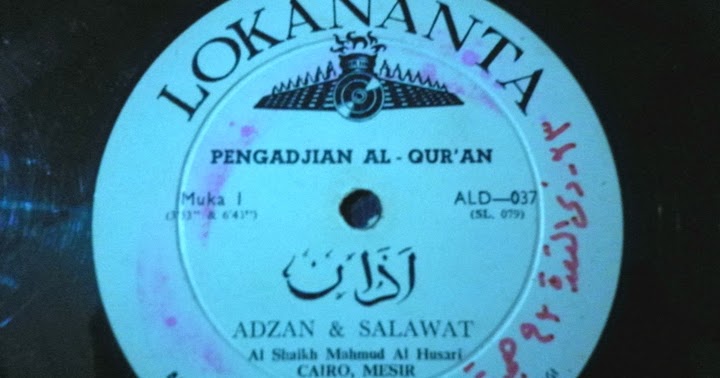 LOKANANTA
PENGADJIAN AL-QUR'AN
Muka I
ALD—037
(SL. 079)
اذان
ADZAN & SALAWAT
Al Shaikh Mahmud Al Husari
CAIRO, MESIR